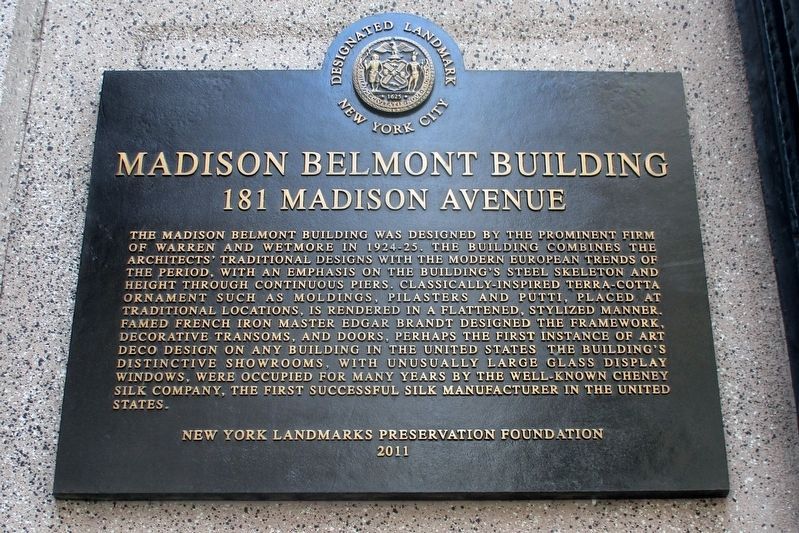 DESIGNATED LANDMARK
NEW YORK CITY
1625
MADISON BELMONT BUILDING
181 MADISON AVENUE
THE MADISON BELMONT BUILDING WAS DESIGNED BY THE PROMINENT FIRM
OF WARREN AND WETMORE IN 1924-25. THE BUILDING COMBINES THE
ARCHITECTS' TRADITIONAL DESIGNS WITH THE MODERN EUROPEAN TRENDS OF
THE PERIOD, WITH AN EMPHASIS ON THE BUILDING'S STEEL SKELETON AND
HEIGHT THROUGH CONTINUOUS PIERS. CLASSICALLY-INSPIRED TERRA-COTTA
ORNAMENT SUCH AS MOLDINGS, PILASTERS AND PUTTI, PLACED AT
TRADITIONAL LOCATIONS, IS RENDERED IN A FLATTENED, STYLIZED MANNER.
FAMED FRENCH IRON MASTER EDGAR BRANDT DESIGNED THE FRAMEWORK,
DECORATIVE TRANSOMS, AND DOORS, PERHAPS THE FIRST INSTANCE OF ART
DECO DESIGN ON ANY BUILDING IN THE UNITED STATES THE BUILDING'S
DISTINCTIVE SHOWROOMS, WITH UNUSUALLY LARGE GLASS DISPLAY
WINDOWS, WERE OCCUPIED FOR MANY YEARS BY THE WELL-KNOWN CHENEY
SILK COMPANY, THE FIRST SUCCESSFUL SILK MANUFACTURER IN THE UNITED
STATES.
NEW YORK LANDMARKS PRESERVATION FOUNDATION
2011